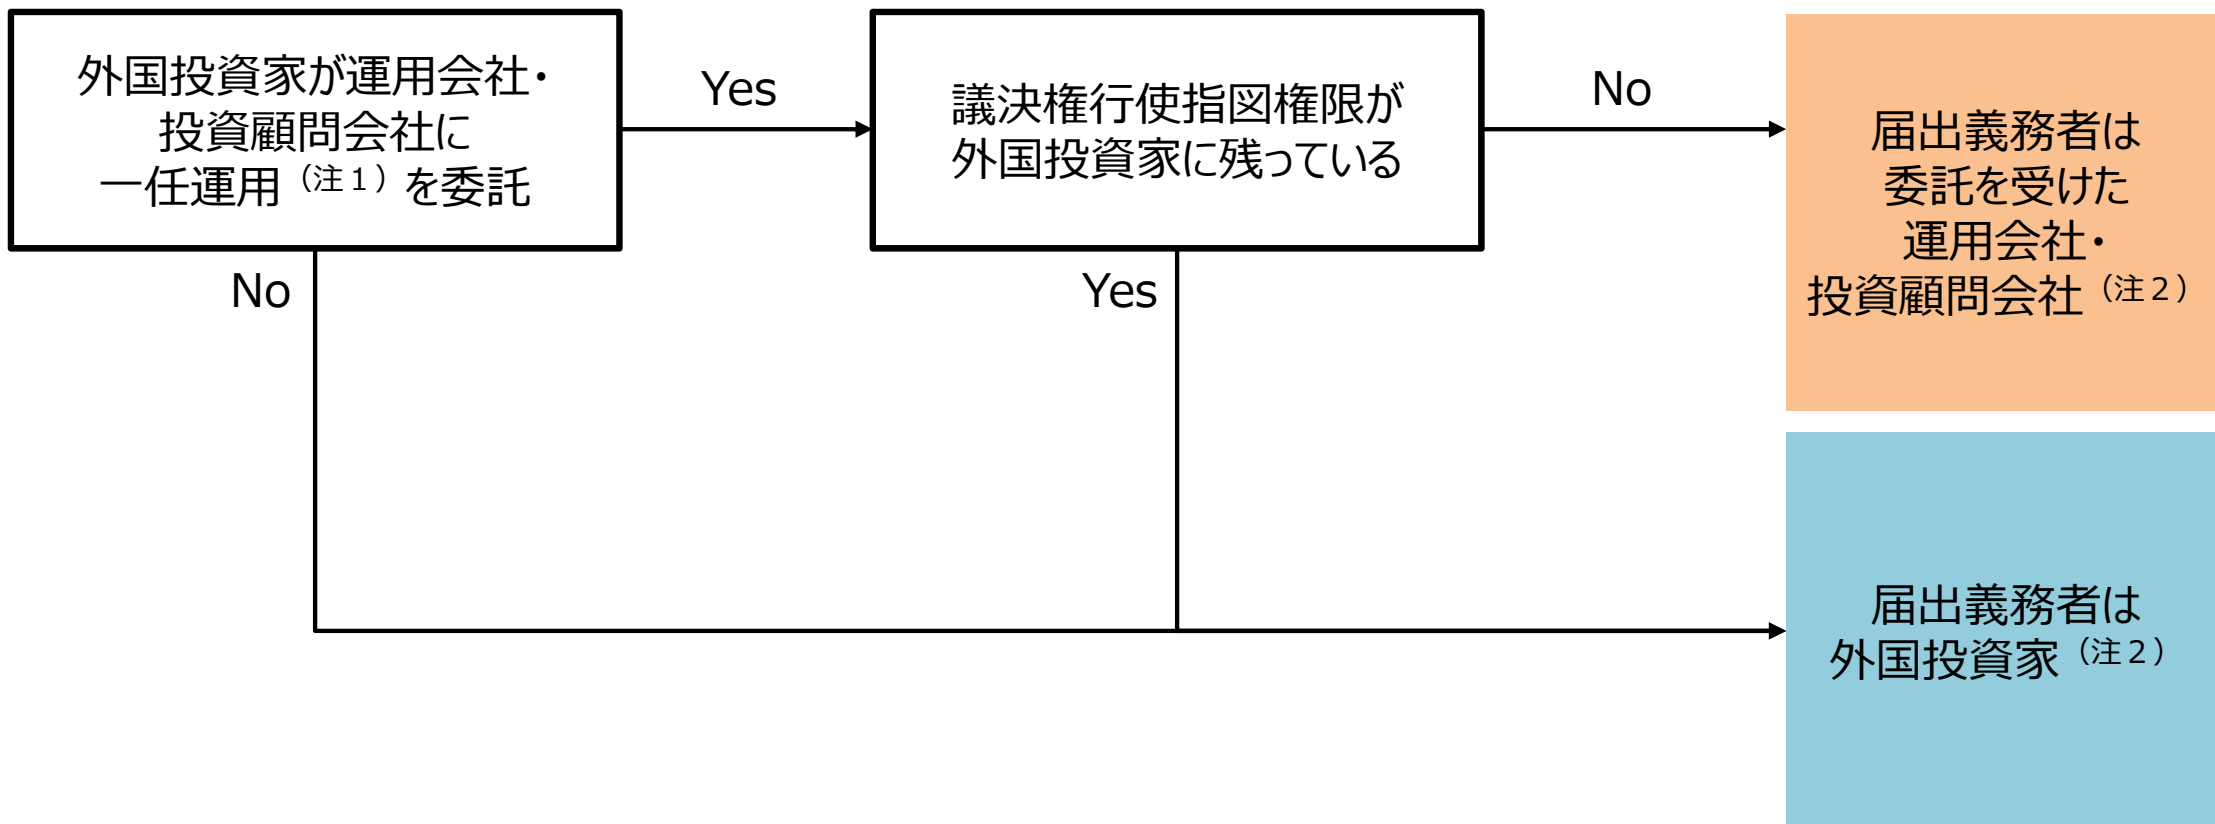 外国投資家が運用会社・
投資顧問会社に
一任運用（注１）を委託
Yes
議決権行使指図権限が
外国投資家に残っている
No
届出義務者は
委託を受けた
運用会社・
投資顧問会社（注２）
No
Yes
届出義務者は
外国投資家（注２）